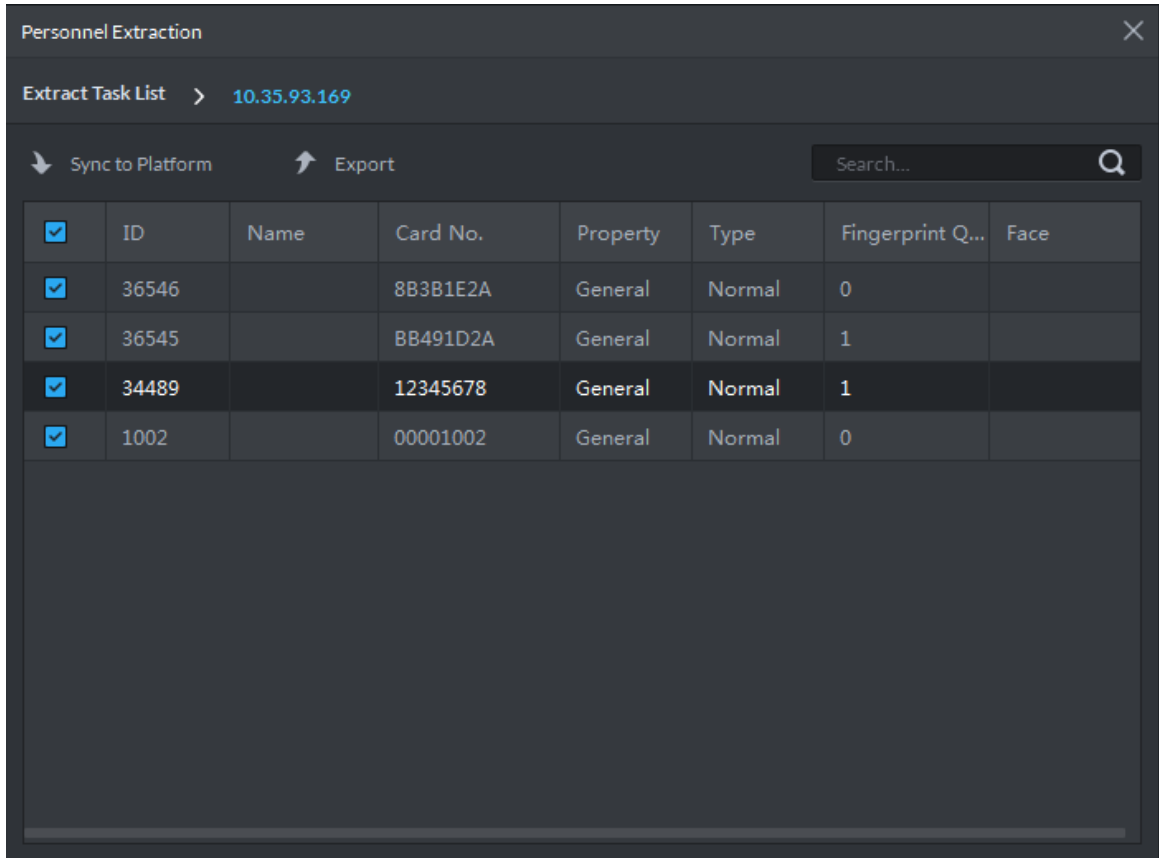 Personnel Extraction
Extract Task List > 10.35.93.169
Sync to Platform Export Search...
ID Name Card No. Property Type Fingerprint Q... Face
36546 8B3B1E2A General Normal 0
36545 BB491D2A General Normal 1
34489 12345678 General Normal 1
1002 00001002 General Normal 0